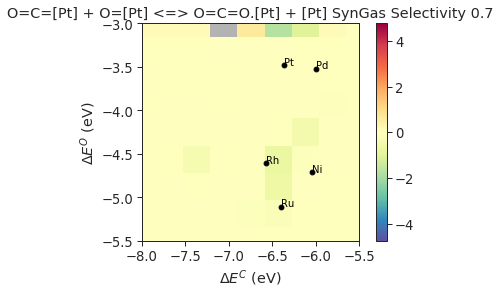 O=C=[Pt] + O=[Pt] <=> O=C=O.[Pt] + [Pt] SynGas Selectivity 0.7
−3.0
−3.5
−4.0
−4.5
−5.0
−5.5
ΔE^O (eV)
Pt
Pd
Rh
Ni
Ru
−8.0 −7.5 −7.0 −6.5 −6.0 −5.5
ΔE^C (eV)
4
2
0
−2
−4